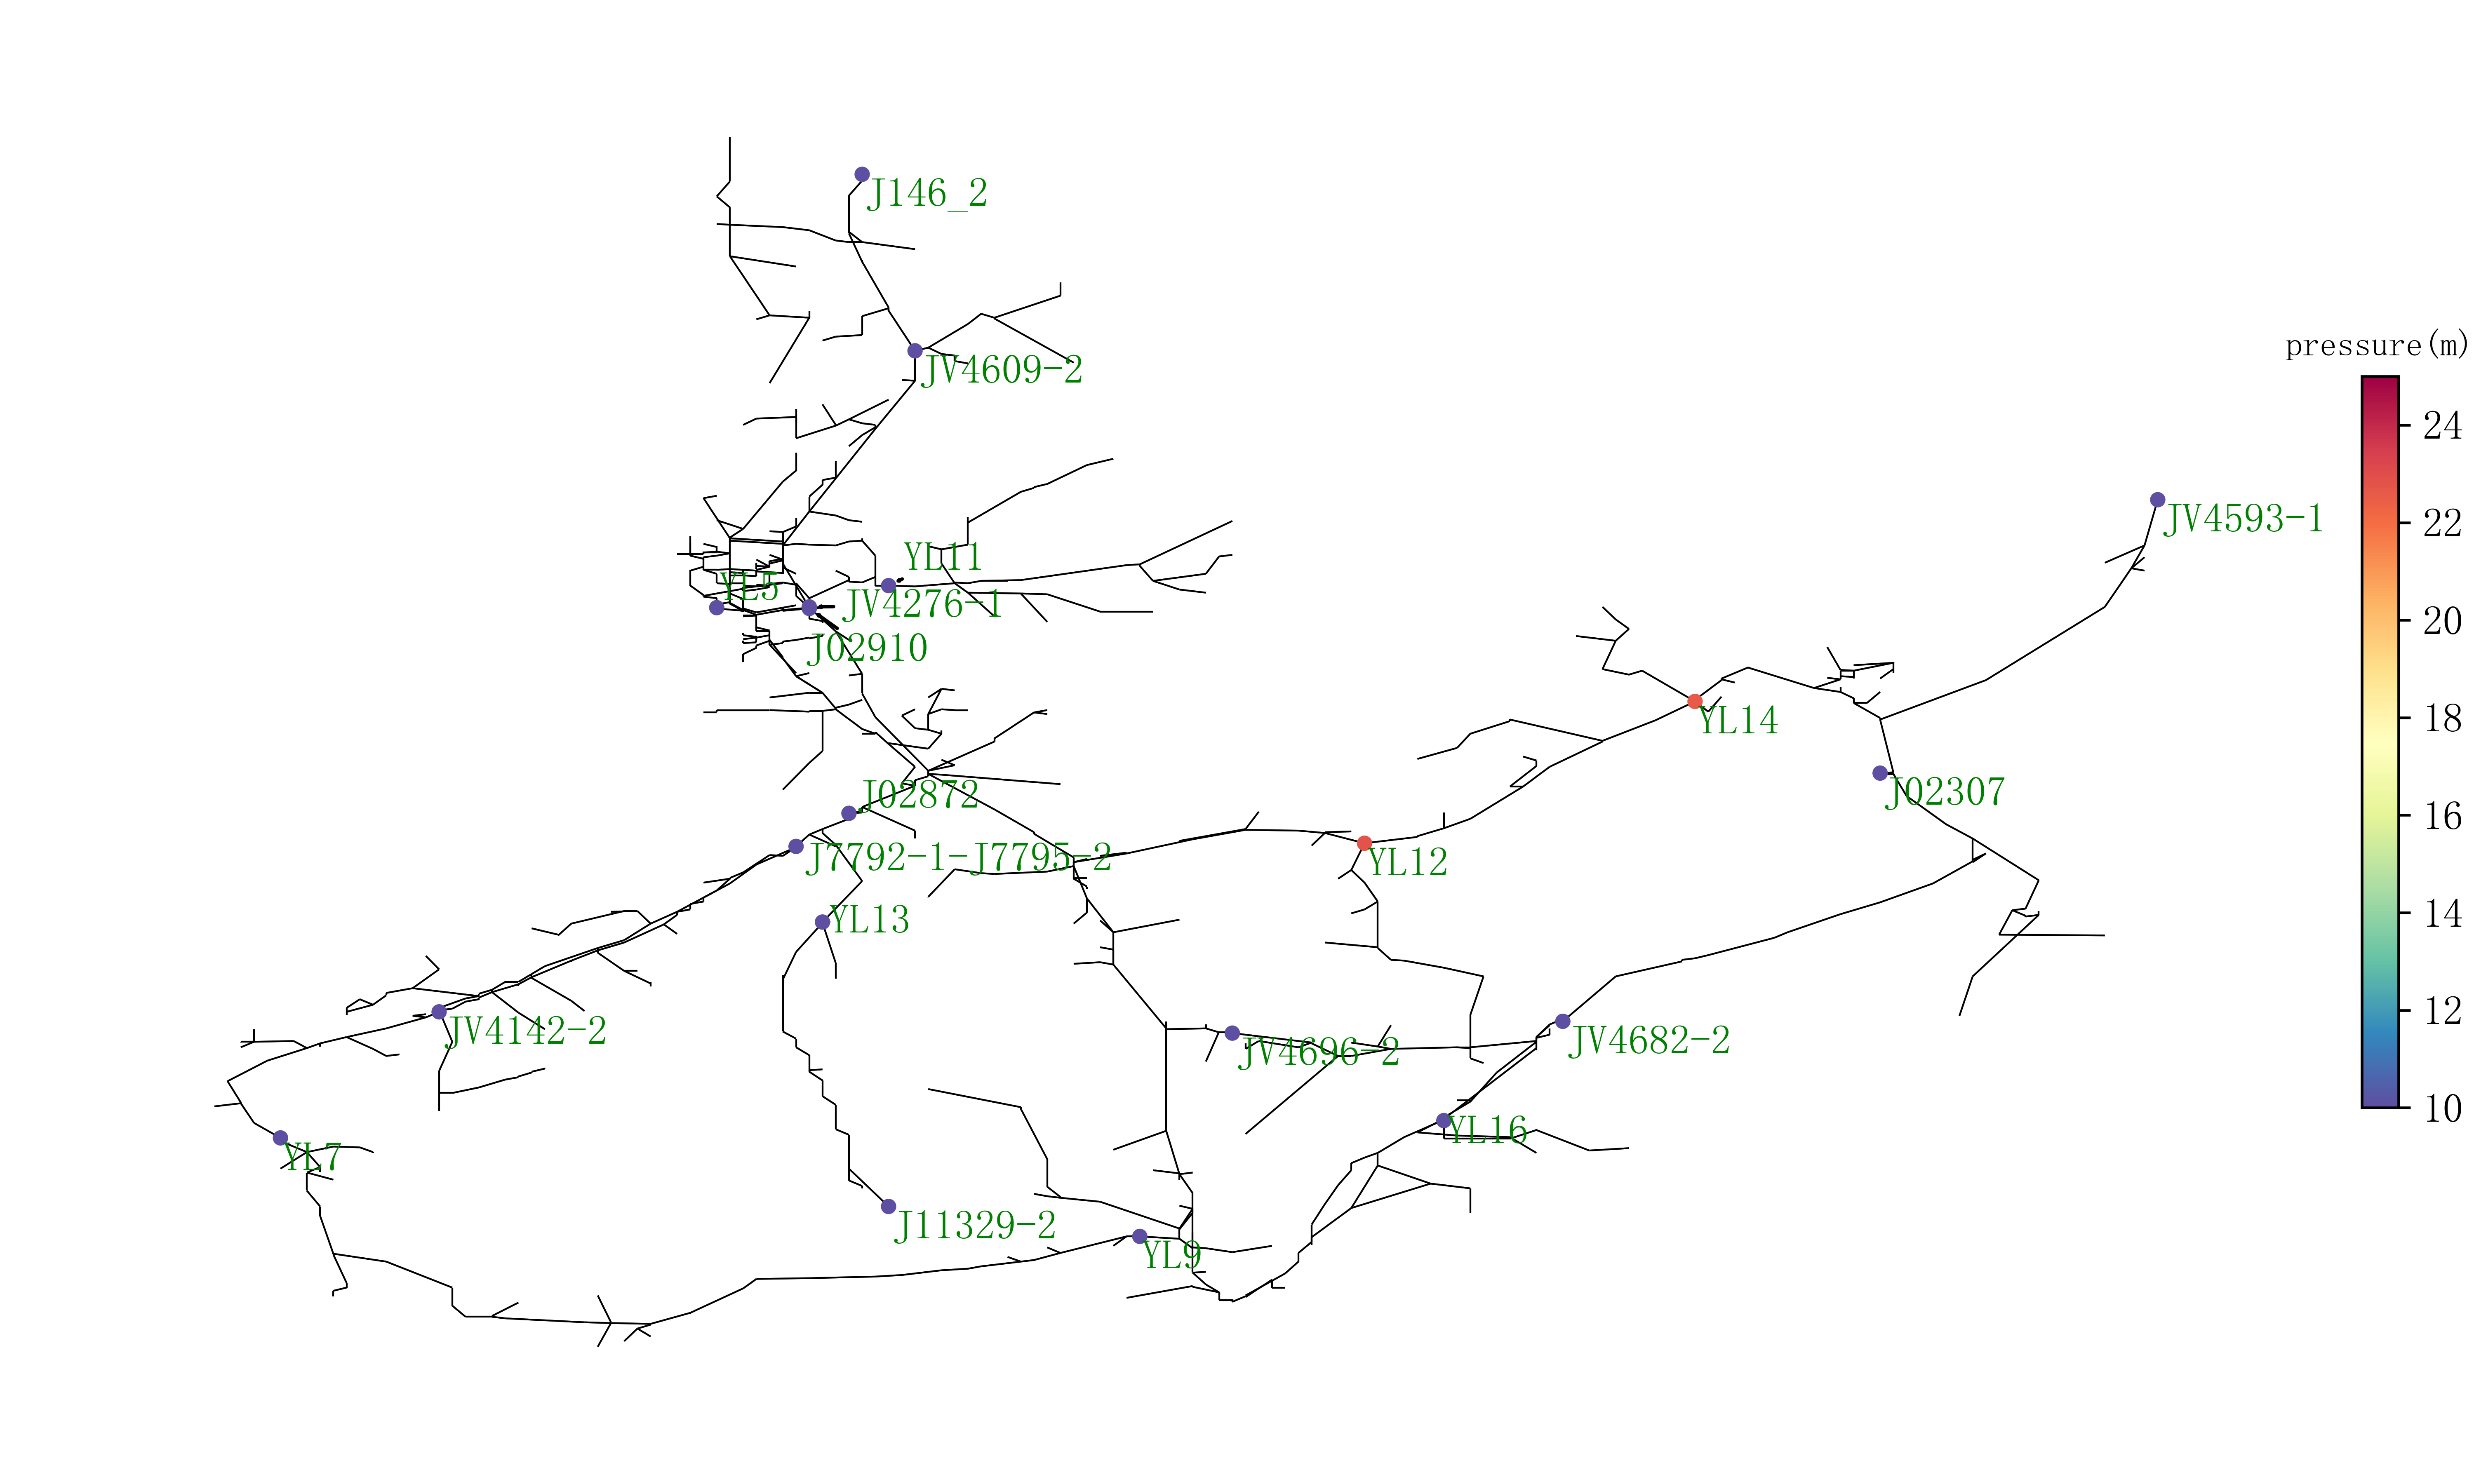 J146_2
pressure(m)
JV4609-2
24
JV4593-1
22
YL11
YL5
JV4276-1
20
J02910
YL14
18
J02872
J02307
16
J7792-1-J7795-2
YL12
YL13
14
JV4142-2
JV4696-2
JV4682-2
12
YL16
10
YL7
J11329-2
YL9